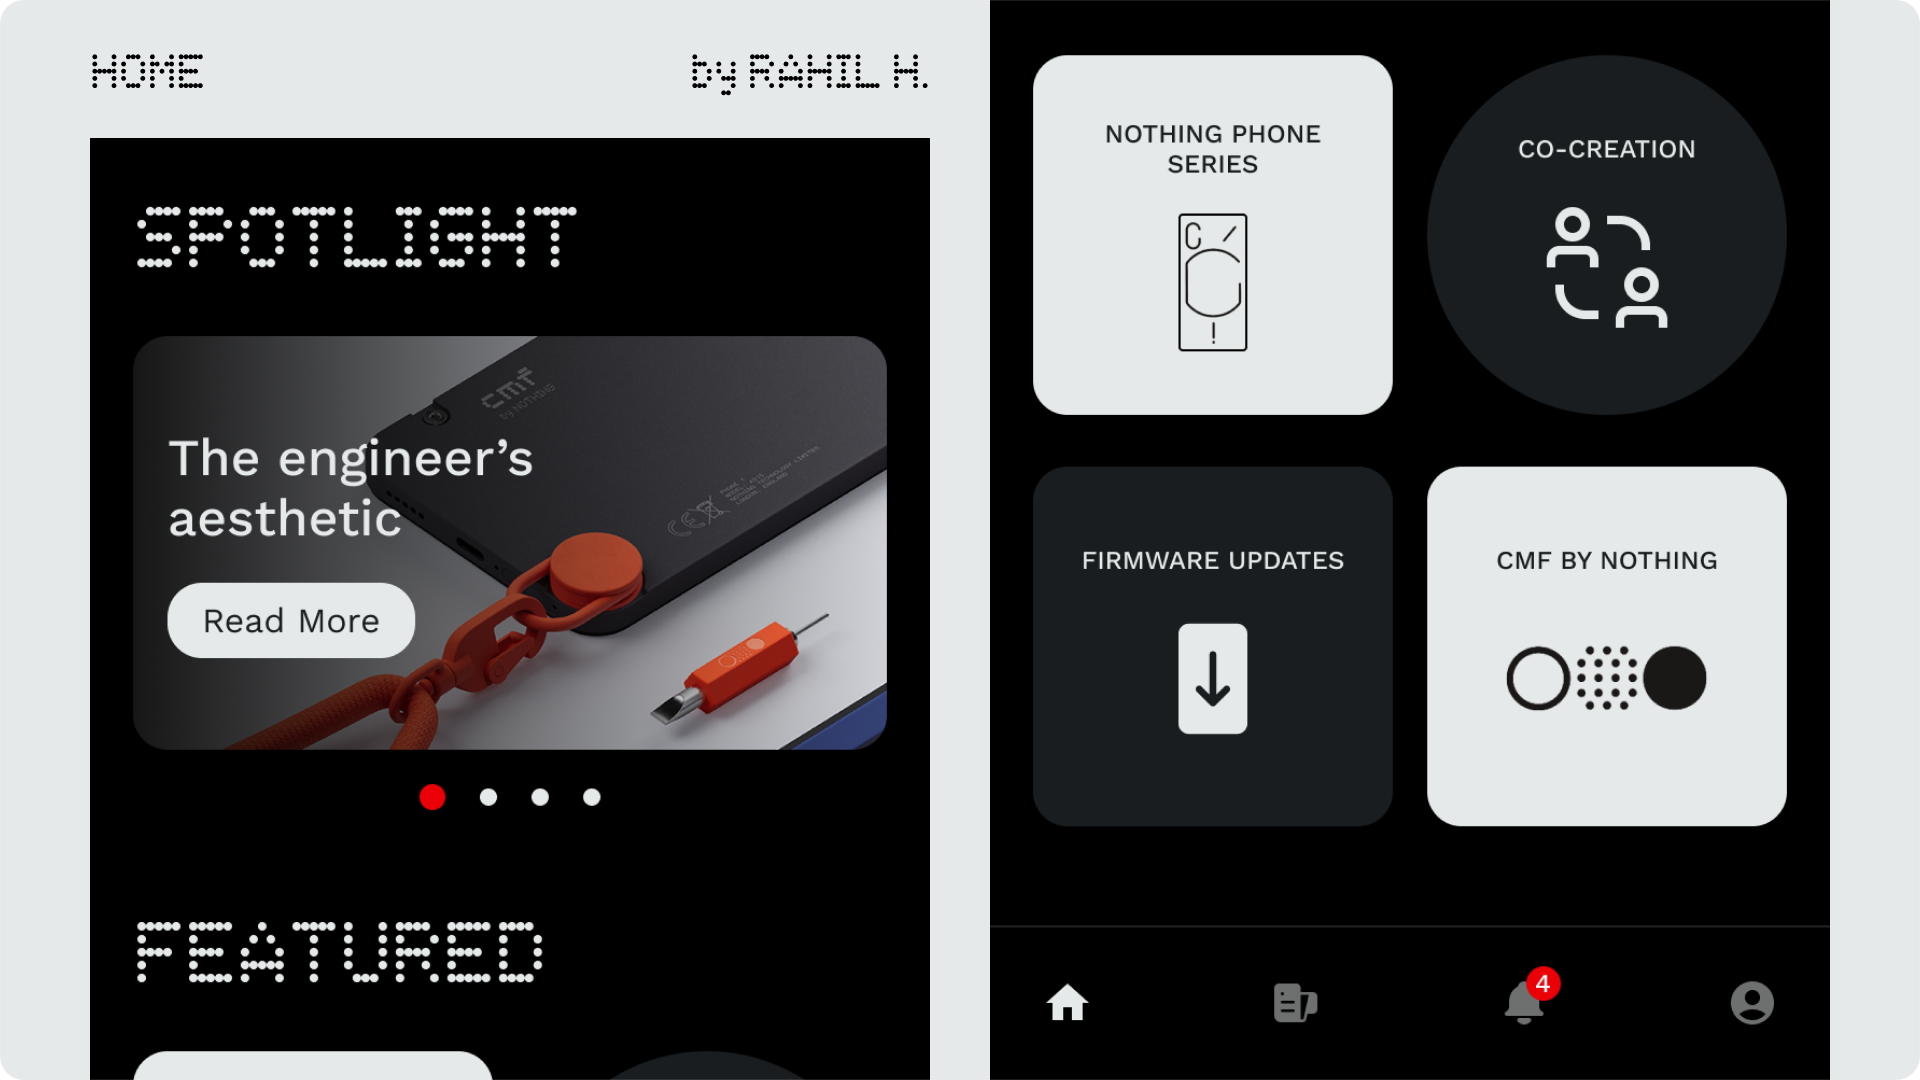 HOME
by RAHIL H.
SPOTLIGHT
cmf
BY NOTHING
The engineer’s
aesthetic
Read More
FEATURED
NOTHING PHONE
SERIES
CO-CREATION
FIRMWARE UPDATES
CMF BY NOTHING
4